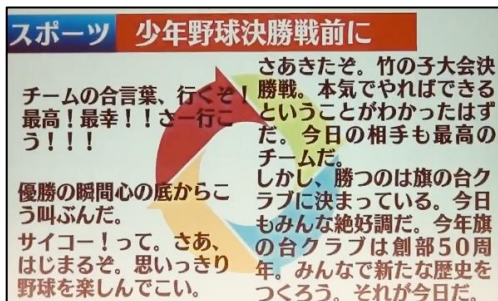 スポーツ 少年野球決勝戦前に
さあきたぞ。竹の子大会決
勝戦。本気でやればできる
ということがわかったはず
だ。今日の相手も最高の
チームだ。
しかし、勝つのは旗の台ク
ラブに決まっている。今日
もみんな絶好調だ。今年旗
の台クラブは創部50周
年。みんなで新たな歴史を
つくろう。それが今日だ。
チームの合言葉、行くぞ!
最高!最幸!!さー行こ
う!!!
優勝の瞬間心の底からこ
う叫ぶんだ。
サイコー!って。さあ、
はじまるぞ。思いっきり
野球を楽しんでこい。